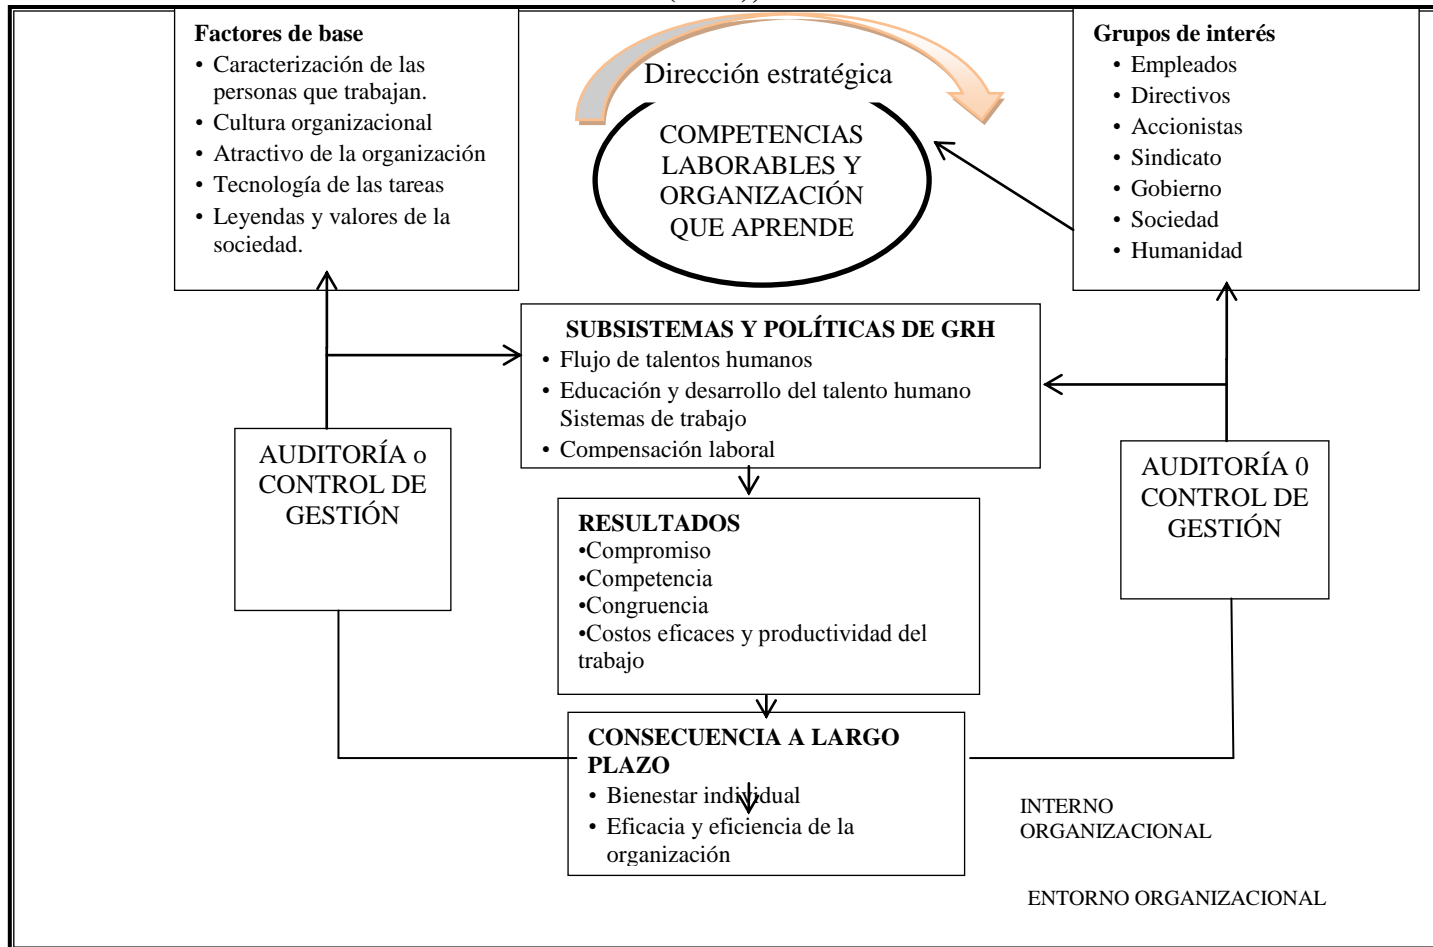 Factores de base
• Caracterización de las
personas que trabajan.
• Cultura organizacional
• Atractivo de la organización
• Tecnología de las tareas
• Leyendas y valores de la
sociedad.
Dirección estratégica
COMPETENCIAS
LABORABLES Y
ORGANIZACIÓN
QUE APRENDE
Grupos de interés
• Empleados
• Directivos
• Accionistas
• Sindicato
• Gobierno
• Sociedad
• Humanidad
SUBSISTEMAS Y POLÍTICAS DE GRH
• Flujo de talentos humanos
• Educación y desarrollo del talento humano
Sistemas de trabajo
• Compensación laboral
AUDITORÍA o
CONTROL DE
GESTIÓN
AUDITORÍA 0
CONTROL DE
GESTIÓN
RESULTADOS
•Compromiso
•Competencia
•Congruencia
•Costos eficaces y productividad del
trabajo
CONSECUENCIA A LARGO
PLAZO
• Bienestar individual
• Eficacia y eficiencia de la
organización
INTERNO
ORGANIZACIONAL
ENTORNO ORGANIZACIONAL